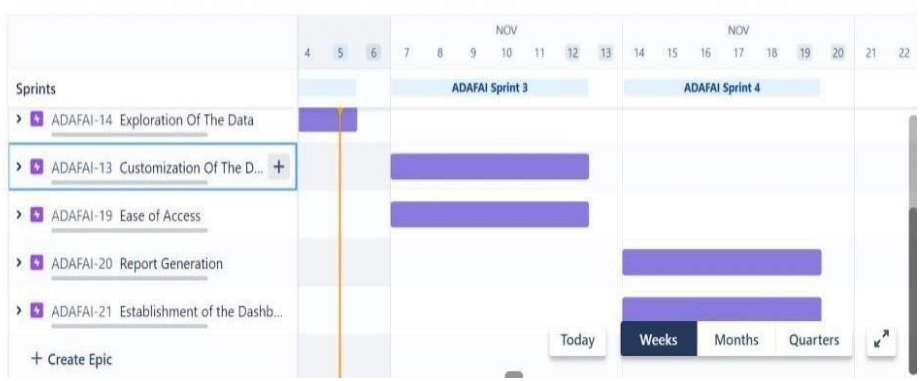 NOV NOV
4 5 6 7 8 9 10 11 12 13 14 15 16 17 18 19 20 21 22
Sprints ADAFAI Sprint 3 ADAFAI Sprint 4
ADAFAI-14 Exploration Of The Data
ADAFAI-13 Customization Of The D... +
ADAFAI-19 Ease of Access
ADAFAI-20 Report Generation
ADAFAI-21 Establishment of the Dashb...
Today Weeks Months Quarters
+ Create Epic